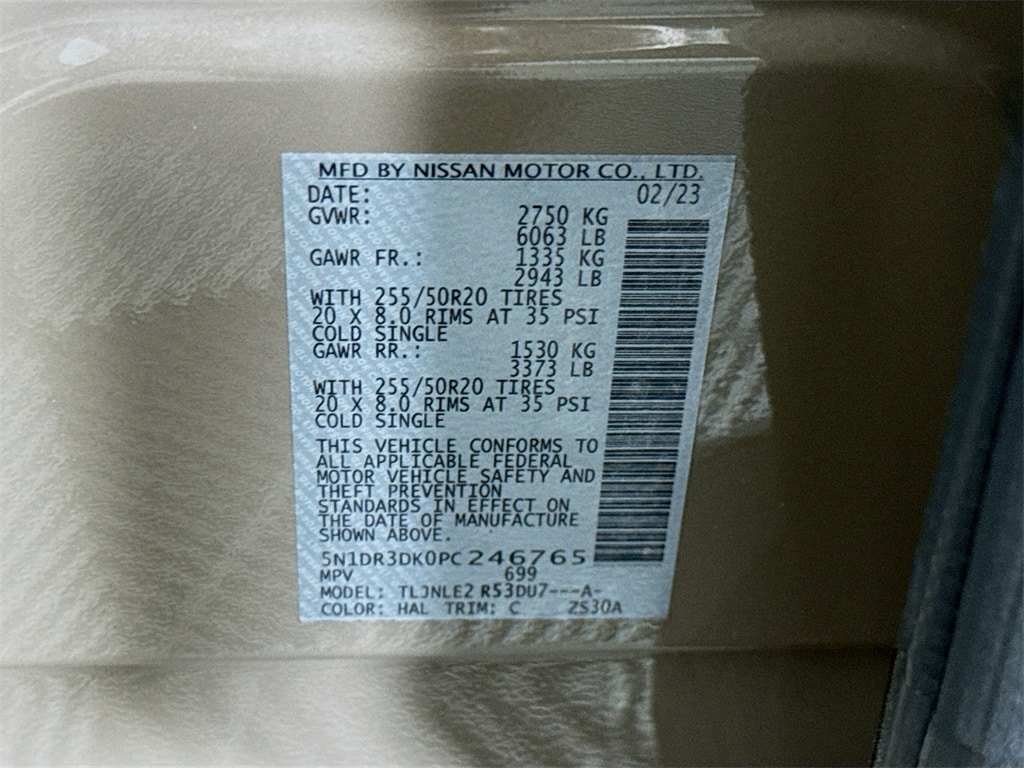 MFD BY NISSAN MOTOR CO., LTD.
DATE: 02/23
GVWR: 2750 KG
6063 LB
GAWR FR.: 1335 KG
2943 LB
WITH 255/50R20 TIRES
20 X 8.0 RIMS AT 35 PSI
COLD SINGLE
GAWR RR.: 1530 KG
3373 LB
WITH 255/50R20 TIRES
20 X 8.0 RIMS AT 35 PSI
COLD SINGLE
THIS VEHICLE CONFORMS TO
ALL APPLICABLE FEDERAL
MOTOR VEHICLE SAFETY AND
THEFT PREVENTION
STANDARDS IN EFFECT ON
THE DATE OF MANUFACTURE
SHOWN ABOVE.
5N1DR3DK0PC246765
MPV 699
MODEL: TLJNLE2 R53DU7---A-
COLOR: HAL TRIM: C ZS30A